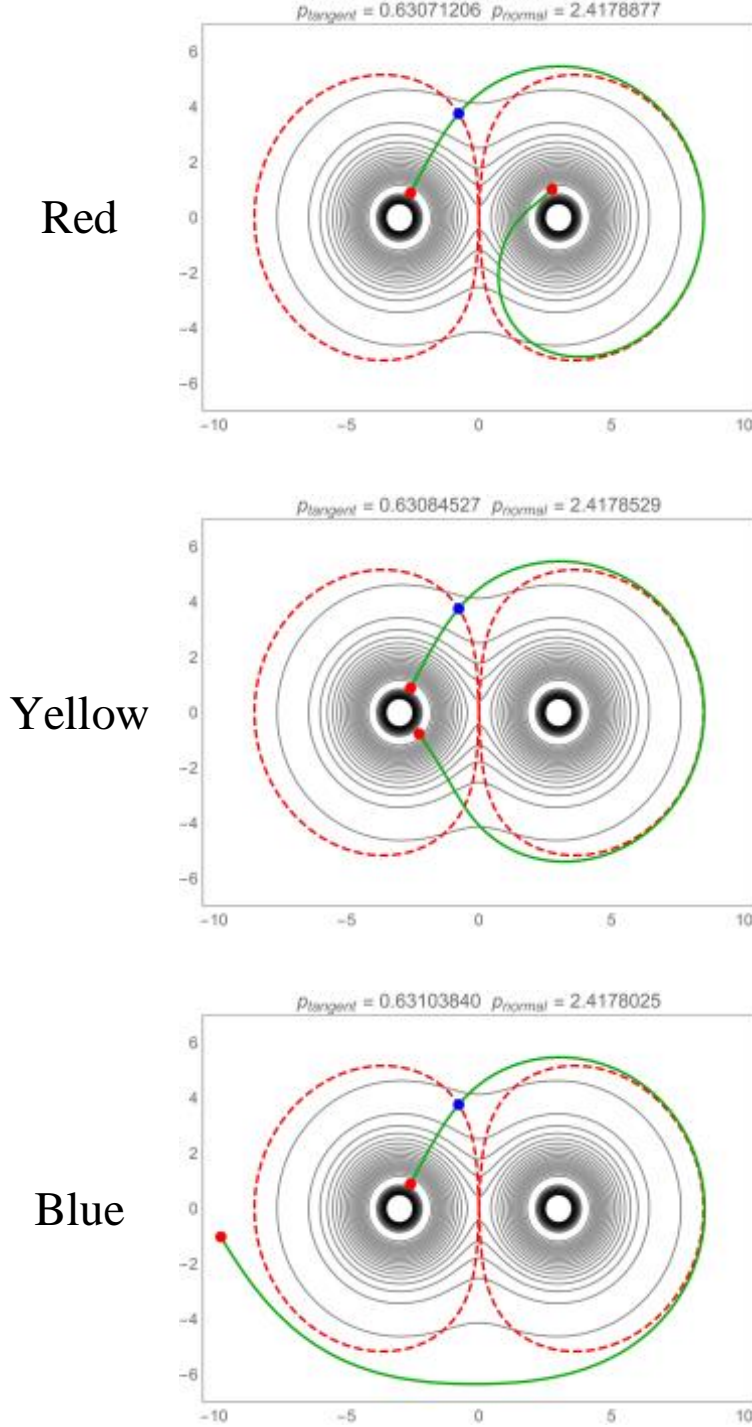 p_tangent = 0.63071206 p_normal = 2.4178877
6
4
2
Red
0
−2
−4
−6
−10 −5 0 5 10
p_tangent = 0.63084527 p_normal = 2.4178529
6
4
2
Yellow
0
−2
−4
−6
−10 −5 0 5 10
p_tangent = 0.63103840 p_normal = 2.4178025
6
4
2
Blue
0
−2
−4
−6
−10 −5 0 5 10